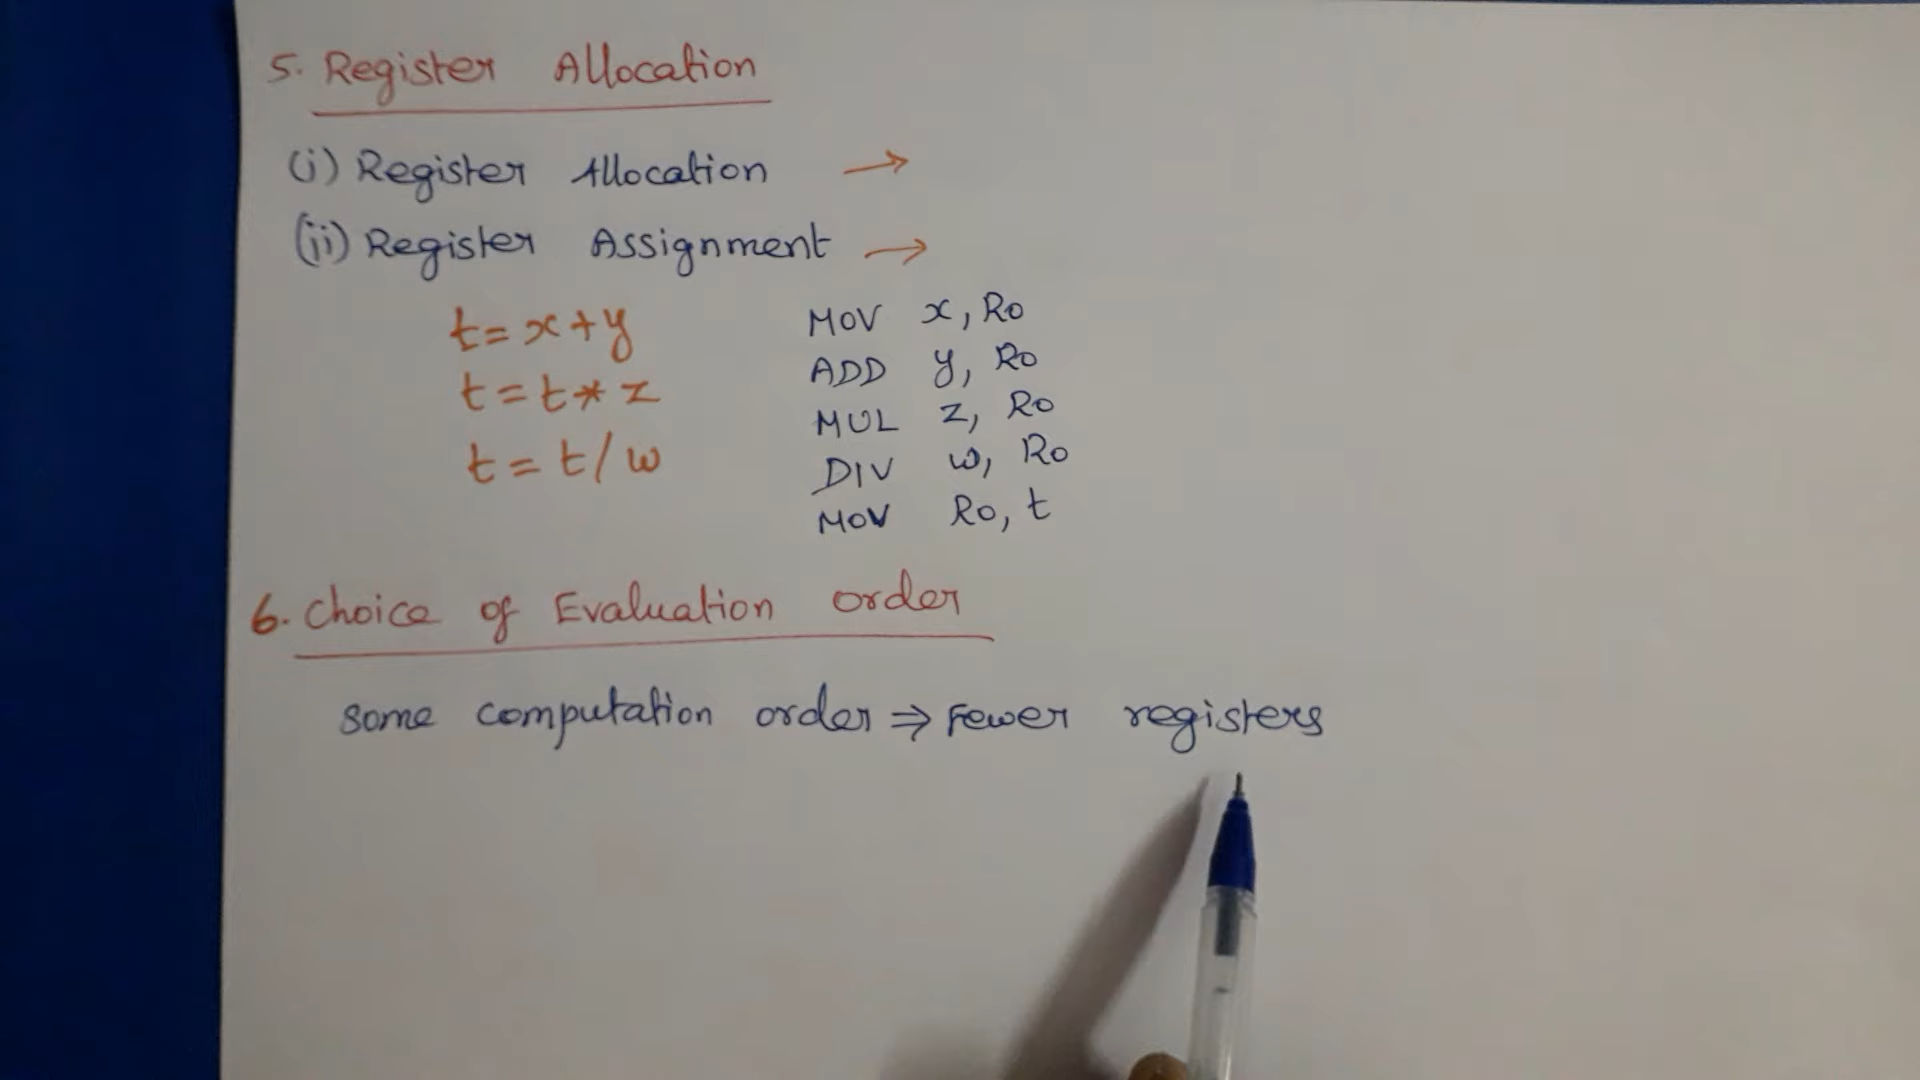 5. Register Allocation
(i) Register Allocation →
(ii) Register Assignment →
t = x + y
t = t * z
t = t / w
MOV x, R0
ADD y, R0
MUL z, R0
DIV w, R0
MOV R0, t
6. Choice of Evaluation order
some computation order ⇒ Fewer registers